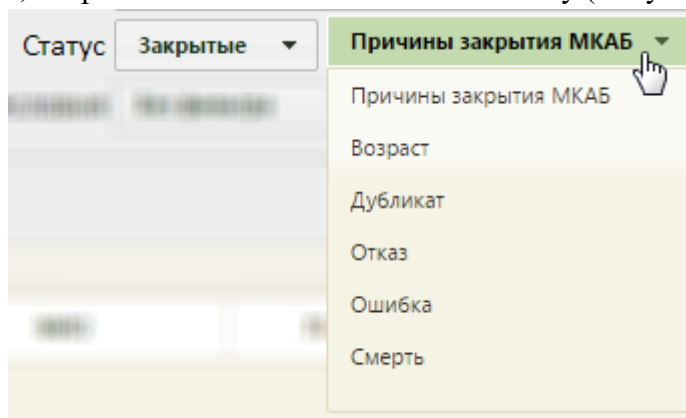 Статус Закрытые Причины закрытия МКАБ
Причины закрытия МКАБ
Возраст
Дубликат
Отказ
Ошибка
Смерть